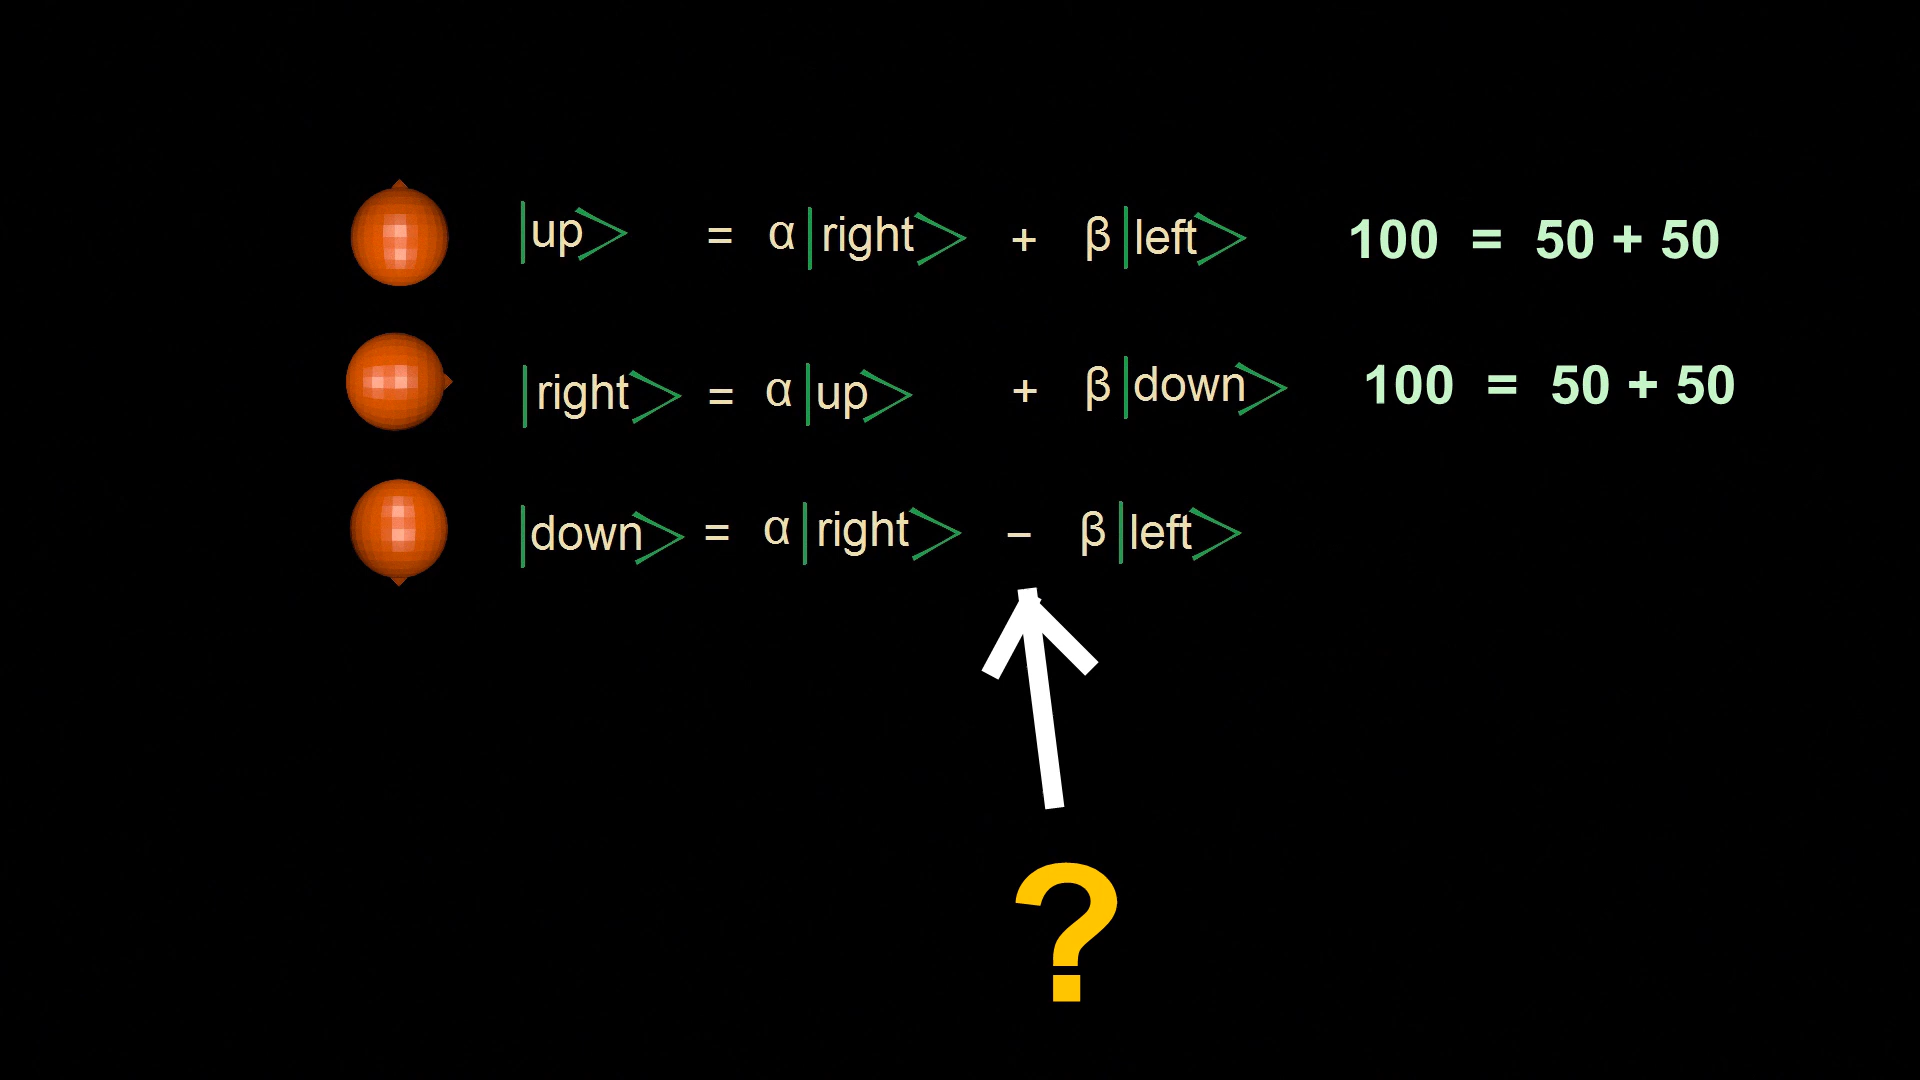 |up> = α |right> + β |left> 100 = 50 + 50
|right> = α |up> + β |down> 100 = 50 + 50
|down> = α |right> – β |left>
?